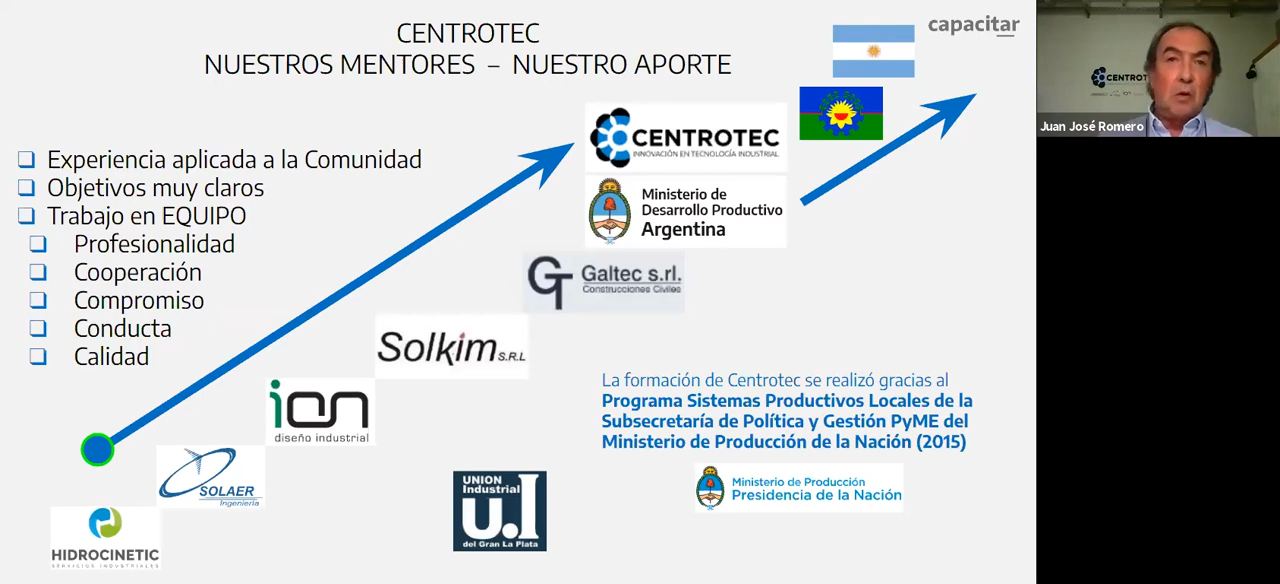 CENTROTEC
NUESTROS MENTORES – NUESTRO APORTE
capacitar
CENTROTEC
INNOVACIÓN EN TECNOLOGÍA INDUSTRIAL
Ministerio de
Desarrollo Productivo
Argentina
Experiencia aplicada a la Comunidad
Objetivos muy claros
Trabajo en EQUIPO
Profesionalidad
Cooperación
Compromiso
Conducta
Calidad
GT Galtec s.r.l.
Construcciones Civiles
Solkim S.R.L
ion
diseño industrial
SOLAER
Ingeniería
HIDROCINETIC
SERVICIOS INDUSTRIALES
La formación de Centrotec se realizó gracias al
Programa Sistemas Productivos Locales de la
Subsecretaría de Política y Gestión PyME del
Ministerio de Producción de la Nación (2015)
UNION
Industrial
u.I
del Gran La Plata
Ministerio de Producción
Presidencia de la Nación
CENTROT
ion
Juan José Romero